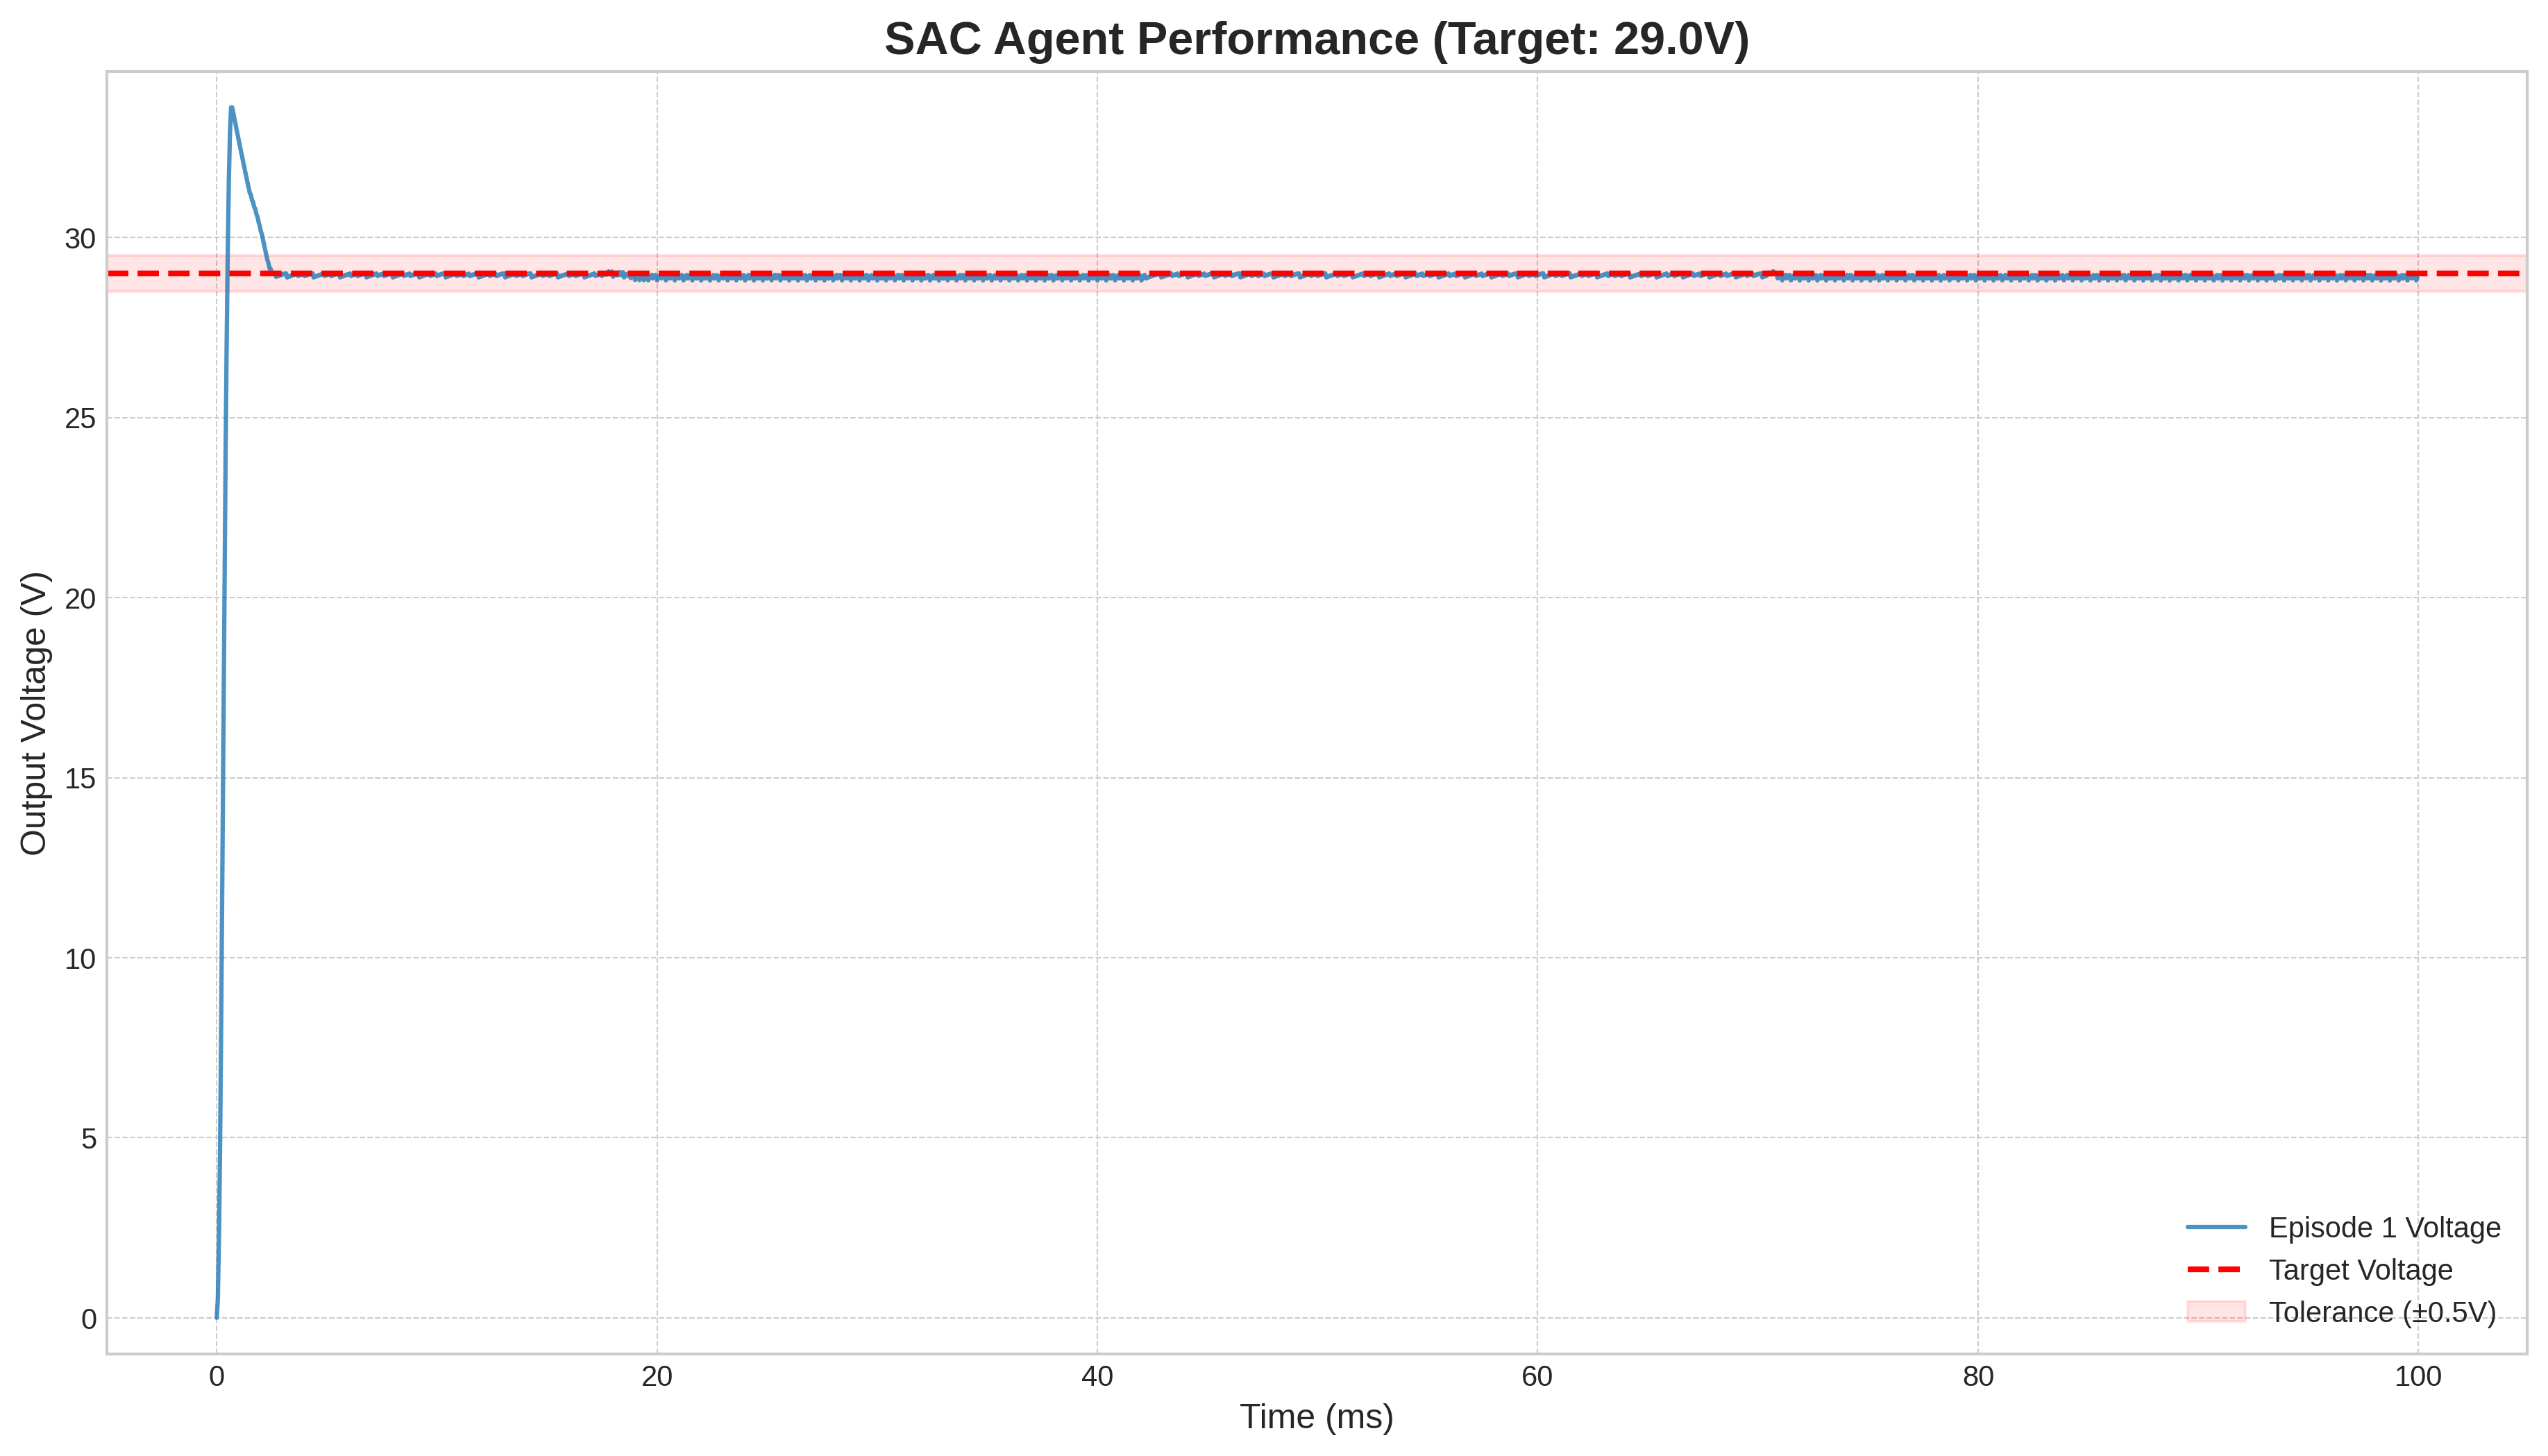 SAC Agent Performance (Target: 29.0V)
Output Voltage (V)
30
25
20
15
10
5
0
0 20 40 60 80 100
Time (ms)
Episode 1 Voltage
Target Voltage
Tolerance (±0.5V)